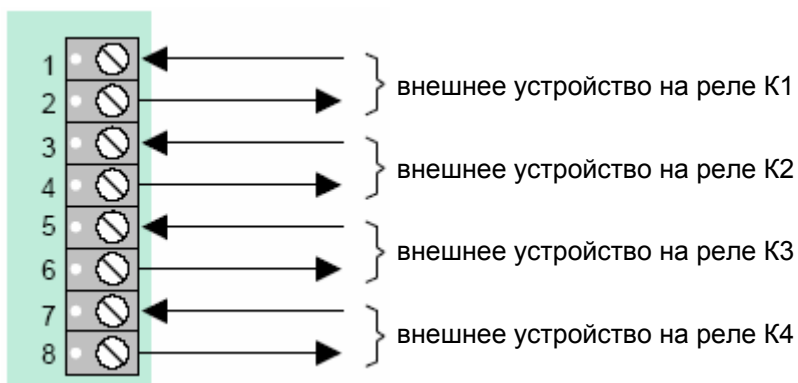 1
2
внешнее устройство на реле К1
3
4
внешнее устройство на реле К2
5
6
внешнее устройство на реле К3
7
8
внешнее устройство на реле К4